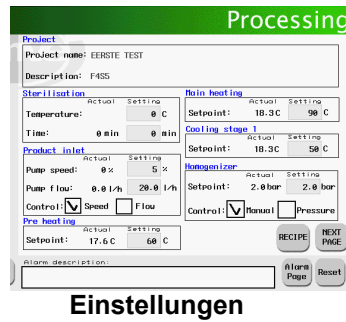 Processing
Project
Project name: EERSTE TEST
Description: F4S5
Sterilisation
Actual Setting
Temperature: 0 C
Time: 0 min 0 min
Product inlet
Actual Setting
Pump speed: 0% 5 %
Pump flow: 0.0 l/h 20.0 l/h
Control: V Speed Flow
Pre heating
Actual Setting
Setpoint: 17.6 C 60 C
Main heating
Actual Setting
Setpoint: 18.3C 90 C
Cooling stage 1
Actual Setting
Setpoint: 18.3C 50 C
Homogenizer
Actual Setting
Setpoint: 2.0bar 2.0 bar
Control: V Manual Pressure
RECIPE NEXT PAGE
Alarm description:
Alarm Page Reset
Einstellungen